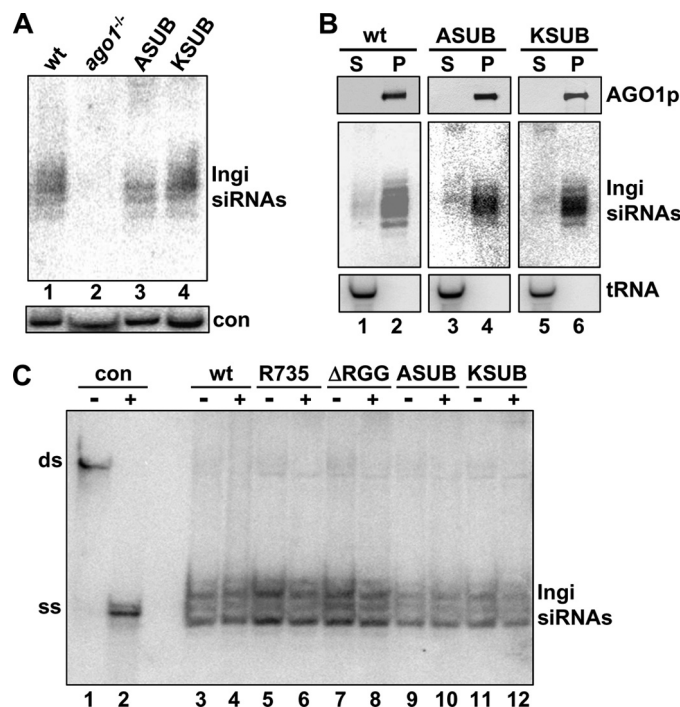 A
wt ago1-/- ASUB KSUB
Ingi
siRNAs
1 2 3 4
con
B
wt ASUB KSUB
S P S P S P
AGO1p
Ingi
siRNAs
tRNA
1 2 3 4 5 6
C
con wt R735 ΔRGG ASUB KSUB
- + - + - + - + - + - +
ds
ss
Ingi
siRNAs
1 2 3 4 5 6 7 8 9 10 11 12